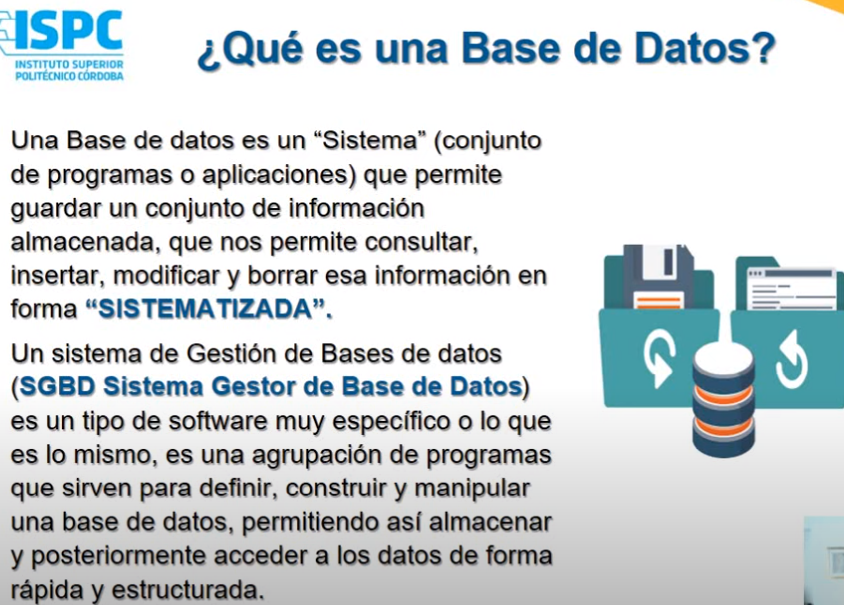 ISPC
INSTITUTO SUPERIOR
POLITÉCNICO CÓRDOBA
¿Qué es una Base de Datos?
Una Base de datos es un “Sistema” (conjunto
de programas o aplicaciones) que permite
guardar un conjunto de información
almacenada, que nos permite consultar,
insertar, modificar y borrar esa información en
forma “SISTEMATIZADA”.
Un sistema de Gestión de Bases de datos
(SGBD Sistema Gestor de Base de Datos)
es un tipo de software muy específico o lo que
es lo mismo, es una agrupación de programas
que sirven para definir, construir y manipular
una base de datos, permitiendo así almacenar
y posteriormente acceder a los datos de forma
rápida y estructurada.